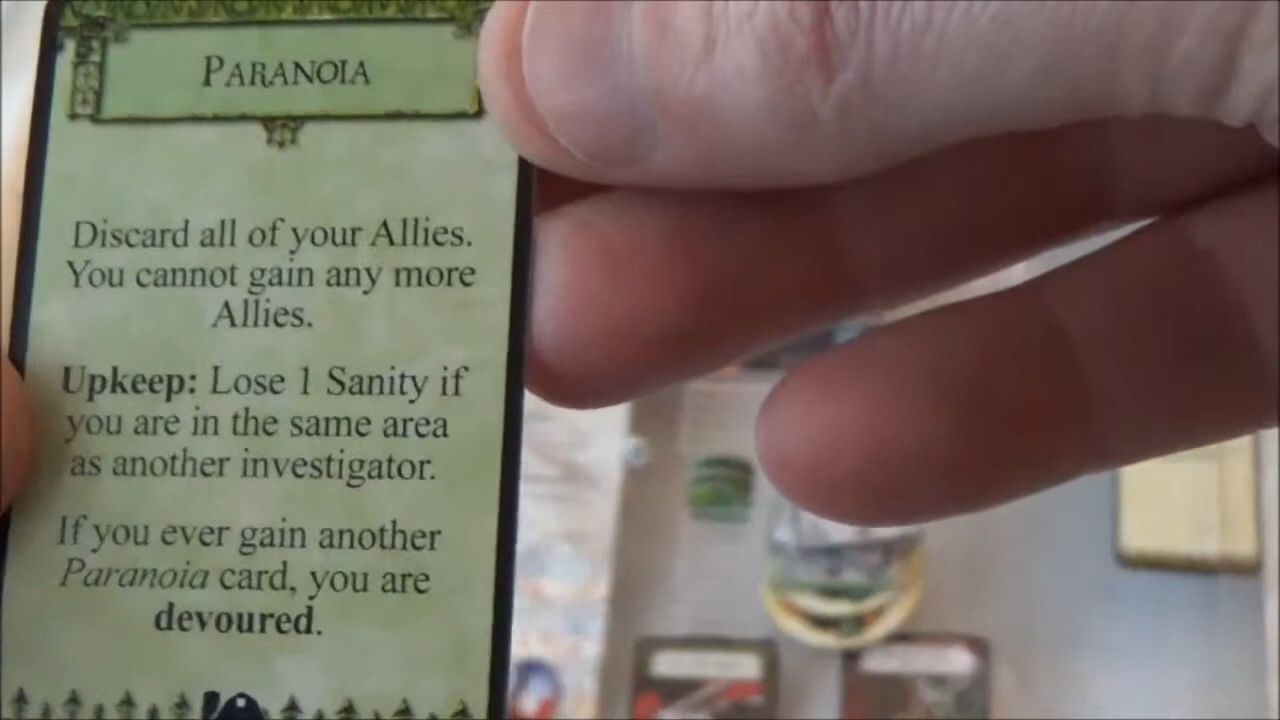 PARANOIA
Discard all of your Allies.
You cannot gain any more
Allies.
Upkeep: Lose 1 Sanity if
you are in the same area
as another investigator.
If you ever gain another
Paranoia card, you are
devoured.